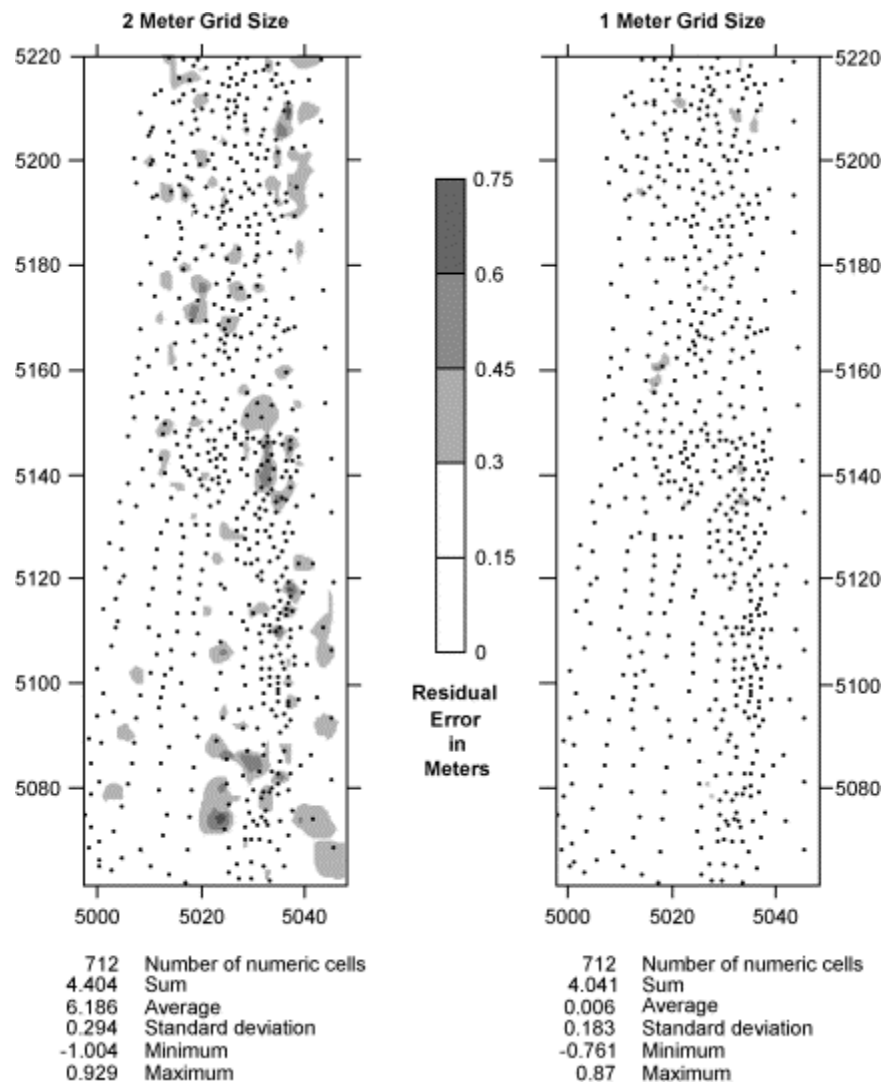 2 Meter Grid Size
1 Meter Grid Size
5220
5200
5180
5160
5140
5120
5100
5080
5000 5020 5040
0.75
0.6
0.45
0.3
0.15
0
Residual
Error
in
Meters
5220
5200
5180
5160
5140
5120
5100
5080
5000 5020 5040
712 Number of numeric cells
4.404 Sum
6.186 Average
0.294 Standard deviation
-1.004 Minimum
0.929 Maximum
712 Number of numeric cells
4.041 Sum
0.006 Average
0.183 Standard deviation
-0.761 Minimum
0.87 Maximum